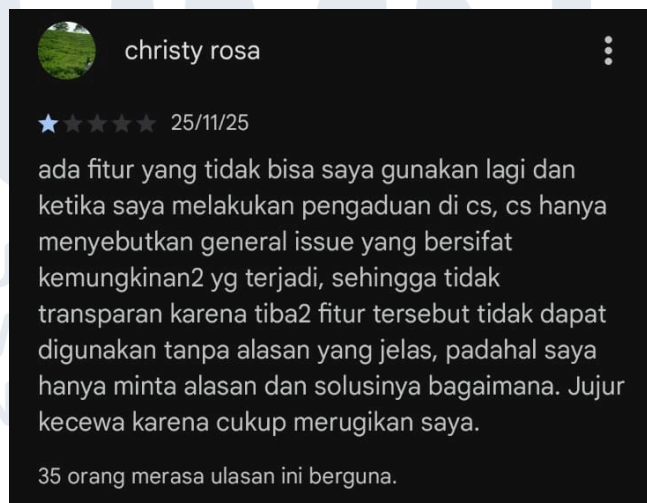 christy rosa
25/11/25
ada fitur yang tidak bisa saya gunakan lagi dan
ketika saya melakukan pengaduan di cs, cs hanya
menyebutkan general issue yang bersifat
kemungkinan2 yg terjadi, sehingga tidak
transparan karena tiba2 fitur tersebut tidak dapat
digunakan tanpa alasan yang jelas, padahal saya
hanya minta alasan dan solusinya bagaimana. Jujur
kecewa karena cukup merugikan saya.
35 orang merasa ulasan ini berguna.